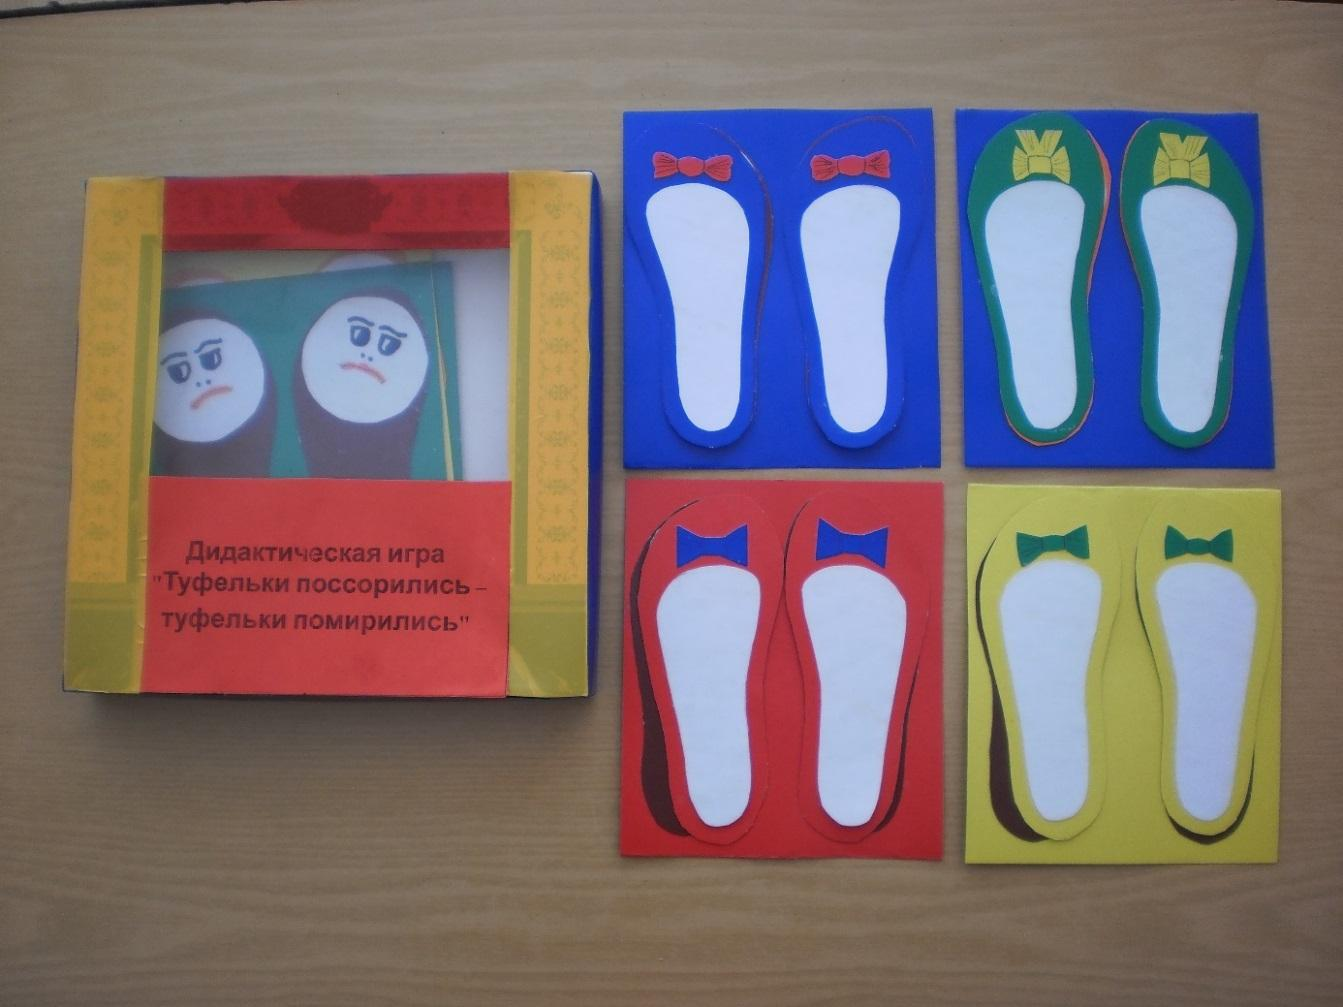 Дидактическая игра
"Туфельки поссорились –
туфельки помирились"